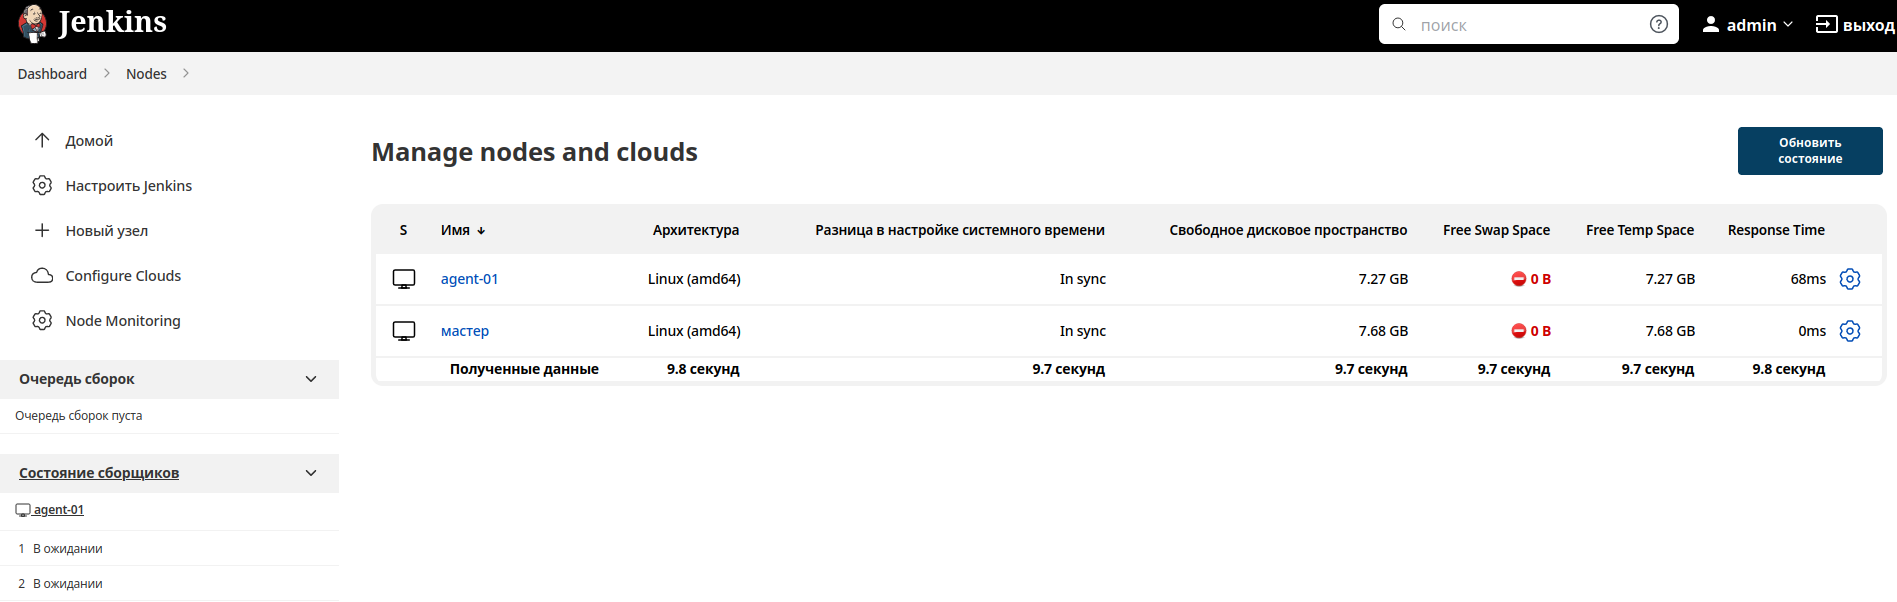 Jenkins
поиск
admin
выход
Dashboard
Nodes
Домой
Настроить Jenkins
Новый узел
Configure Clouds
Node Monitoring
Очередь сборок
Очередь сборок пуста
Состояние сборщиков
agent-01
1 В ожидании
2 В ожидании
Manage nodes and clouds
Обновить
состояние
S Имя ↓ Архитектура Разница в настройке системного времени Свободное дисковое пространство Free Swap Space Free Temp Space Response Time
agent-01 Linux (amd64) In sync 7.27 GB 0 B 7.27 GB 68ms
мастер Linux (amd64) In sync 7.68 GB 0 B 7.68 GB 0ms
Полученные данные 9.8 секунд 9.7 секунд 9.7 секунд 9.7 секунд 9.7 секунд 9.8 секунд